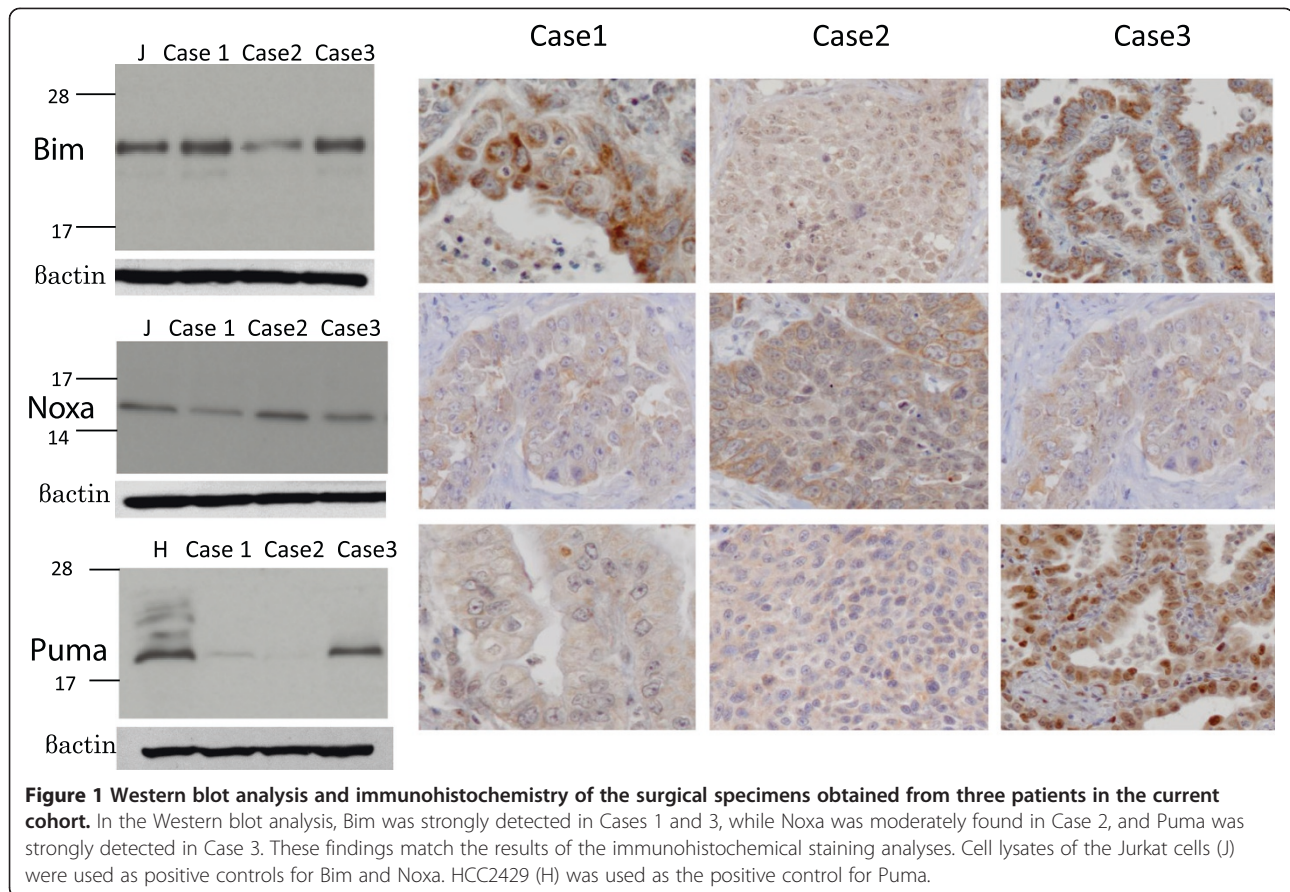 Case1 Case2 Case3
J Case 1 Case2 Case3
28
Bim
17
βactin
J Case 1 Case2 Case3
17
Noxa
14
βactin
H Case 1 Case2 Case3
28
Puma
17
βactin
Figure 1 Western blot analysis and immunohistochemistry of the surgical specimens obtained from three patients in the current
cohort. In the Western blot analysis, Bim was strongly detected in Cases 1 and 3, while Noxa was moderately found in Case 2, and Puma was
strongly detected in Case 3. These findings match the results of the immunohistochemical staining analyses. Cell lysates of the Jurkat cells (J)
were used as positive controls for Bim and Noxa. HCC2429 (H) was used as the positive control for Puma.